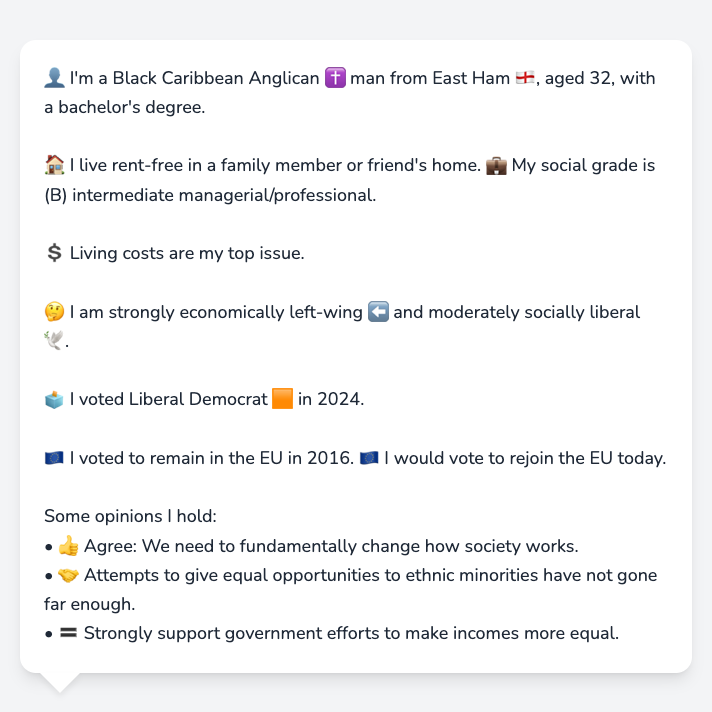 👤 I'm a Black Caribbean Anglican ✝️ man from East Ham 🏴󠁧󠁢󠁥󠁮󠁧󠁿, aged 32, with
a bachelor's degree.
🏠 I live rent-free in a family member or friend's home. 💼 My social grade is
(B) intermediate managerial/professional.
💲 Living costs are my top issue.
🤔 I am strongly economically left-wing ⬅️ and moderately socially liberal
🕊️.
🗳️ I voted Liberal Democrat 🟧 in 2024.
🇪🇺 I voted to remain in the EU in 2016. 🇪🇺 I would vote to rejoin the EU today.
Some opinions I hold:
• 👍 Agree: We need to fundamentally change how society works.
• 🤝 Attempts to give equal opportunities to ethnic minorities have not gone
far enough.
• 🟰 Strongly support government efforts to make incomes more equal.